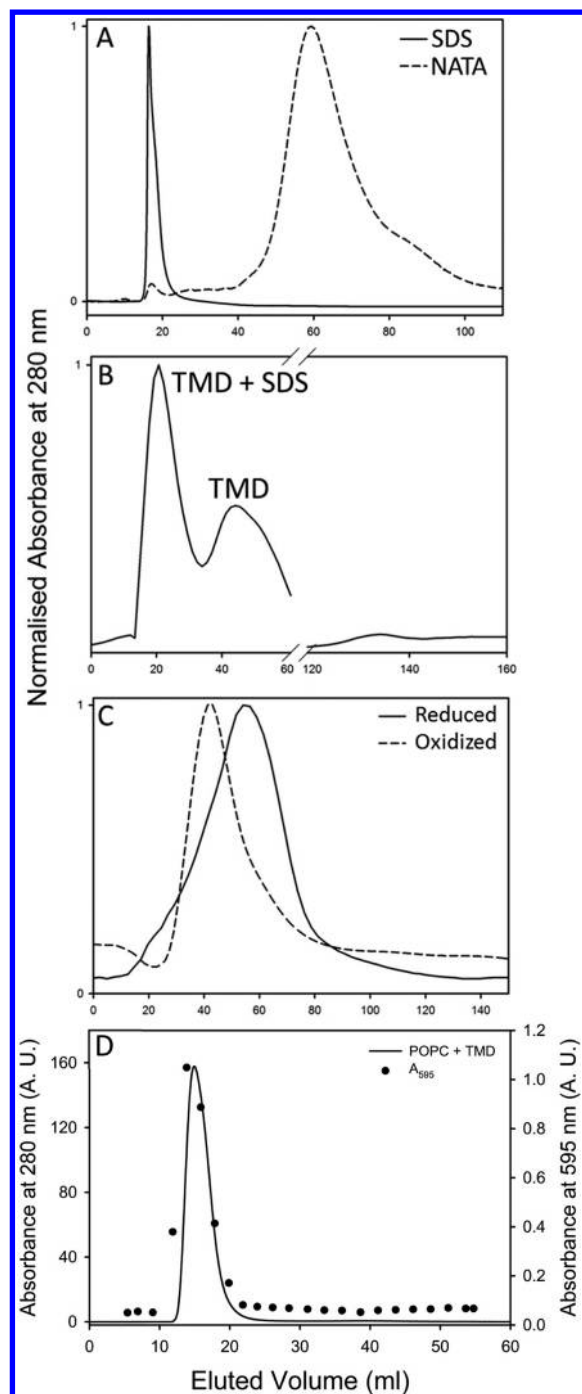 A
SDS
NATA
1
1
0 20 40 60 80 100
B
TMD + SDS
TMD
1
0
0 20 40 60 120 140 160
Normalised Absorbance at 280 nm
C
Reduced
Oxidized
1
0
0 20 40 60 80 100 120 140
D
POPC + TMD
A595
160
120
80
40
0
1.2
1.0
0.8
0.6
0.4
0.2
0.0
Absorbance at 280 nm (A. U.)
Absorbance at 595 nm (A. U.)
0 10 20 30 40 50 60
Eluted Volume (ml)